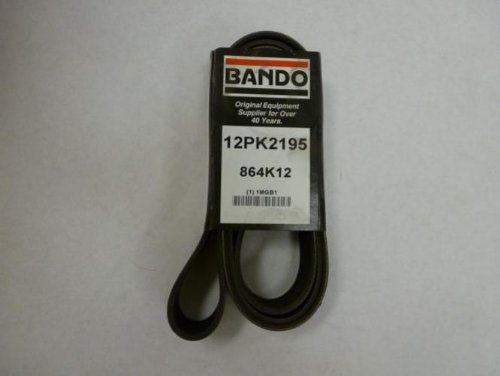 BANDO
Original Equipment
Supplier for Over
40 Years.
12PK2195
864K12
(1) 1MGB1